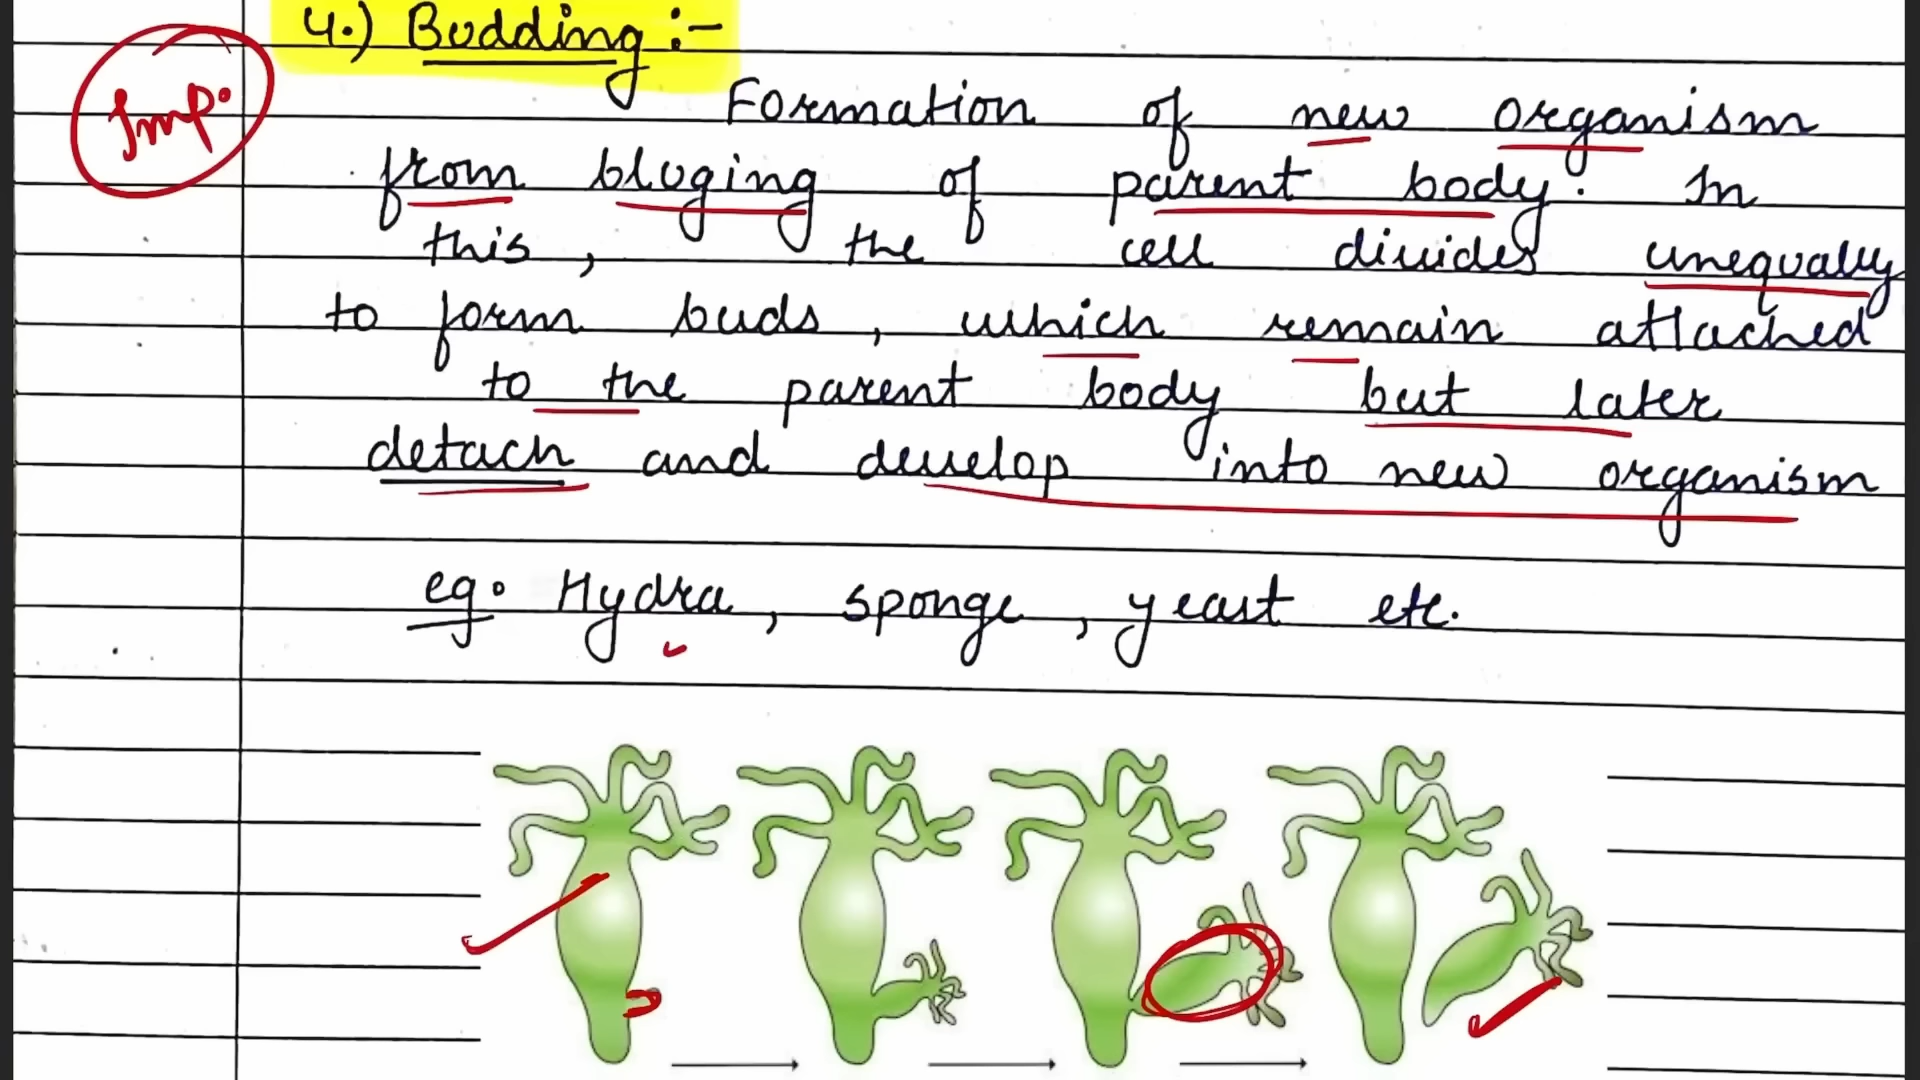 4.) Budding :-
Imp.
Formation of new organism
from bluging of parent body. In
this, the cell divides unequally
to form buds, which remain attached
to the parent body but later
detach and develop into new organism
eg. Hydra, sponge, yeast etc.